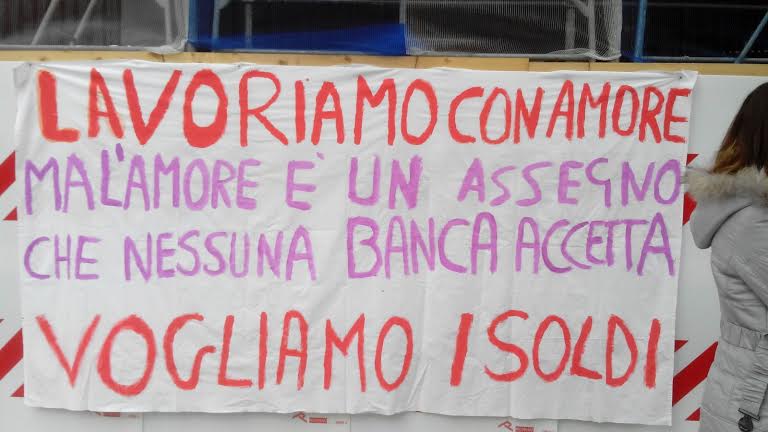 LAVORIAMO CON AMORE
MA L'AMORE E' UN ASSEGNO
CHE NESSUNA BANCA ACCETTA
VOGLIAMO I SOLDI